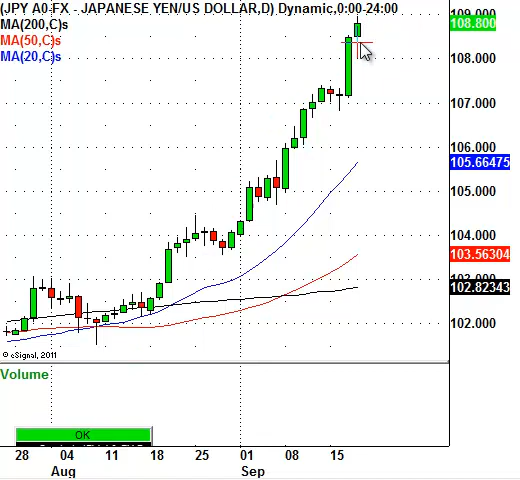 (JPY A0.FX - JAPANESE YEN/US DOLLAR,D) Dynamic,0:00-24:00
MA(200,C)s
MA(50,C)s
MA(20,C)s
109.000
108.800
108.000
107.000
106.000
105.66475
105.000
104.000
103.56304
103.000
102.82343
102.000
© eSignal, 2011
Volume
OK
28 04 11 18 25 01 08 15
Aug Sep